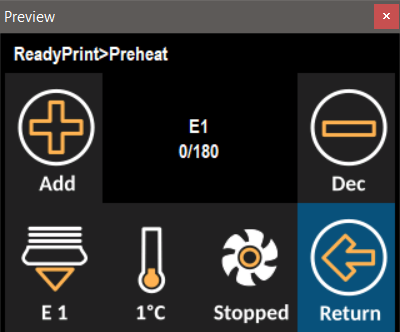 Preview
ReadyPrint>Preheat
E1
0/180
Add
Dec
E 1
1°C
Stopped
Return